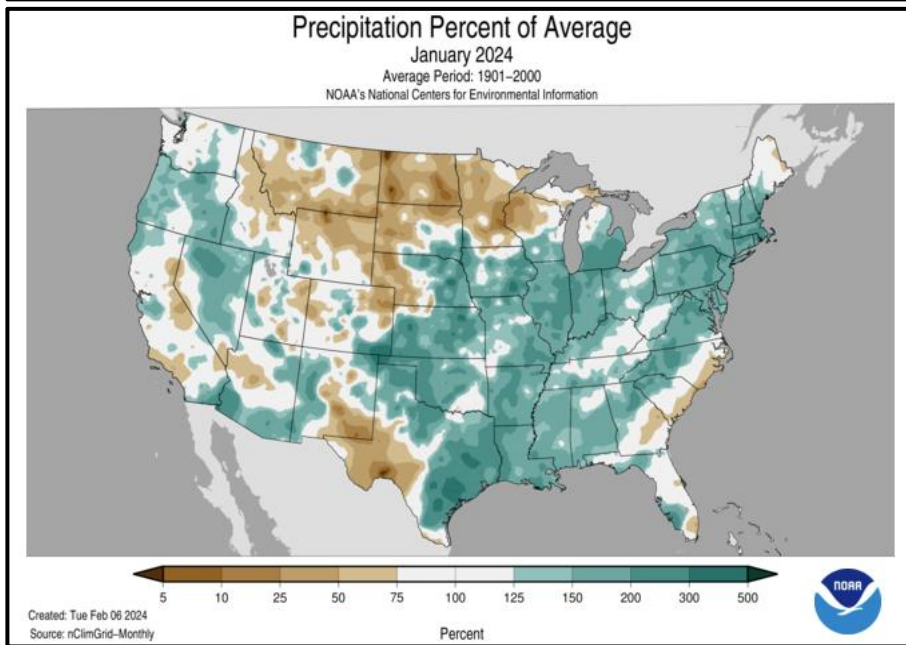 Precipitation Percent of Average
January 2024
Average Period: 1901–2000
NOAA's National Centers for Environmental Information
5 10 25 50 75 100 125 150 200 300 500
Created: Tue Feb 06 2024
Source: nClimGrid–Monthly
Percent
NOAA